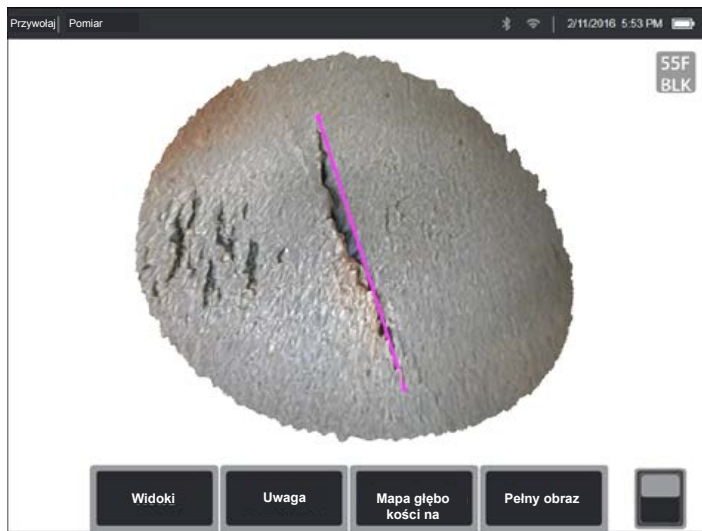 Przywołaj Pomiar 2/11/2016 5:53 PM
55F
BLK
Widoki Uwaga Mapa głębo Pełny obraz
kości na